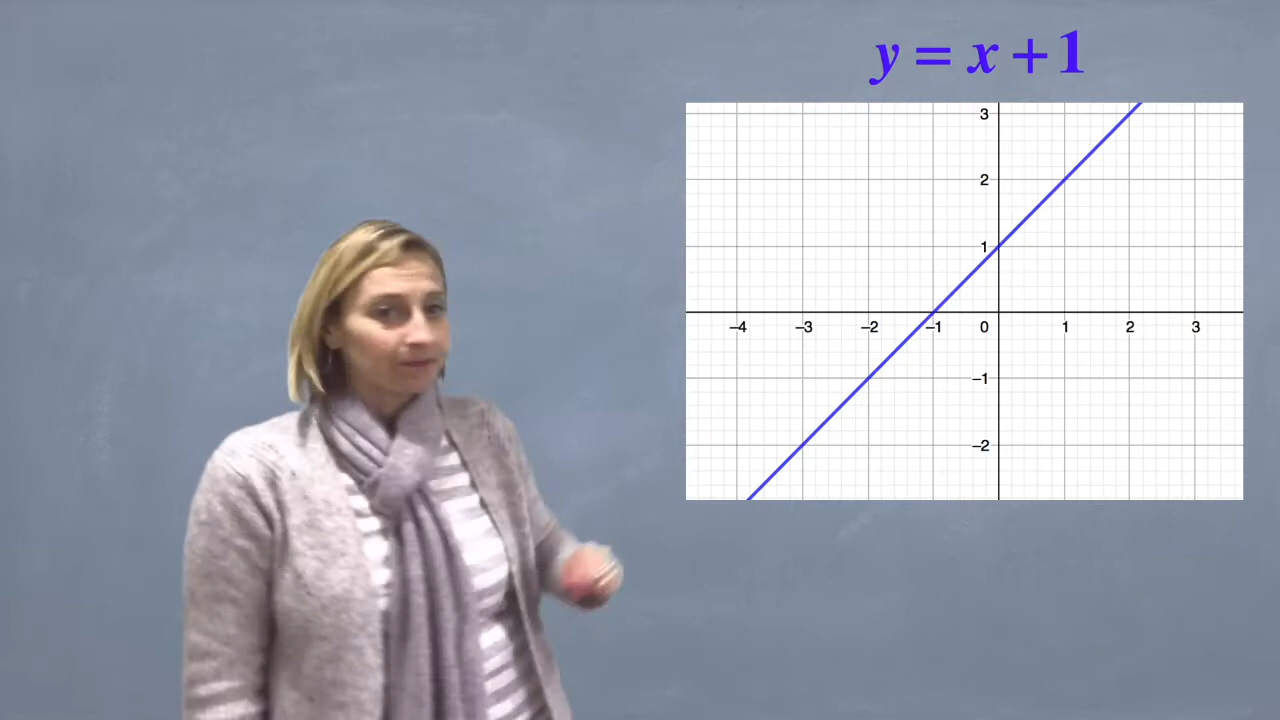 y = x + 1
3
2
1
–4 –3 –2 –1 0 1 2 3
–1
–2